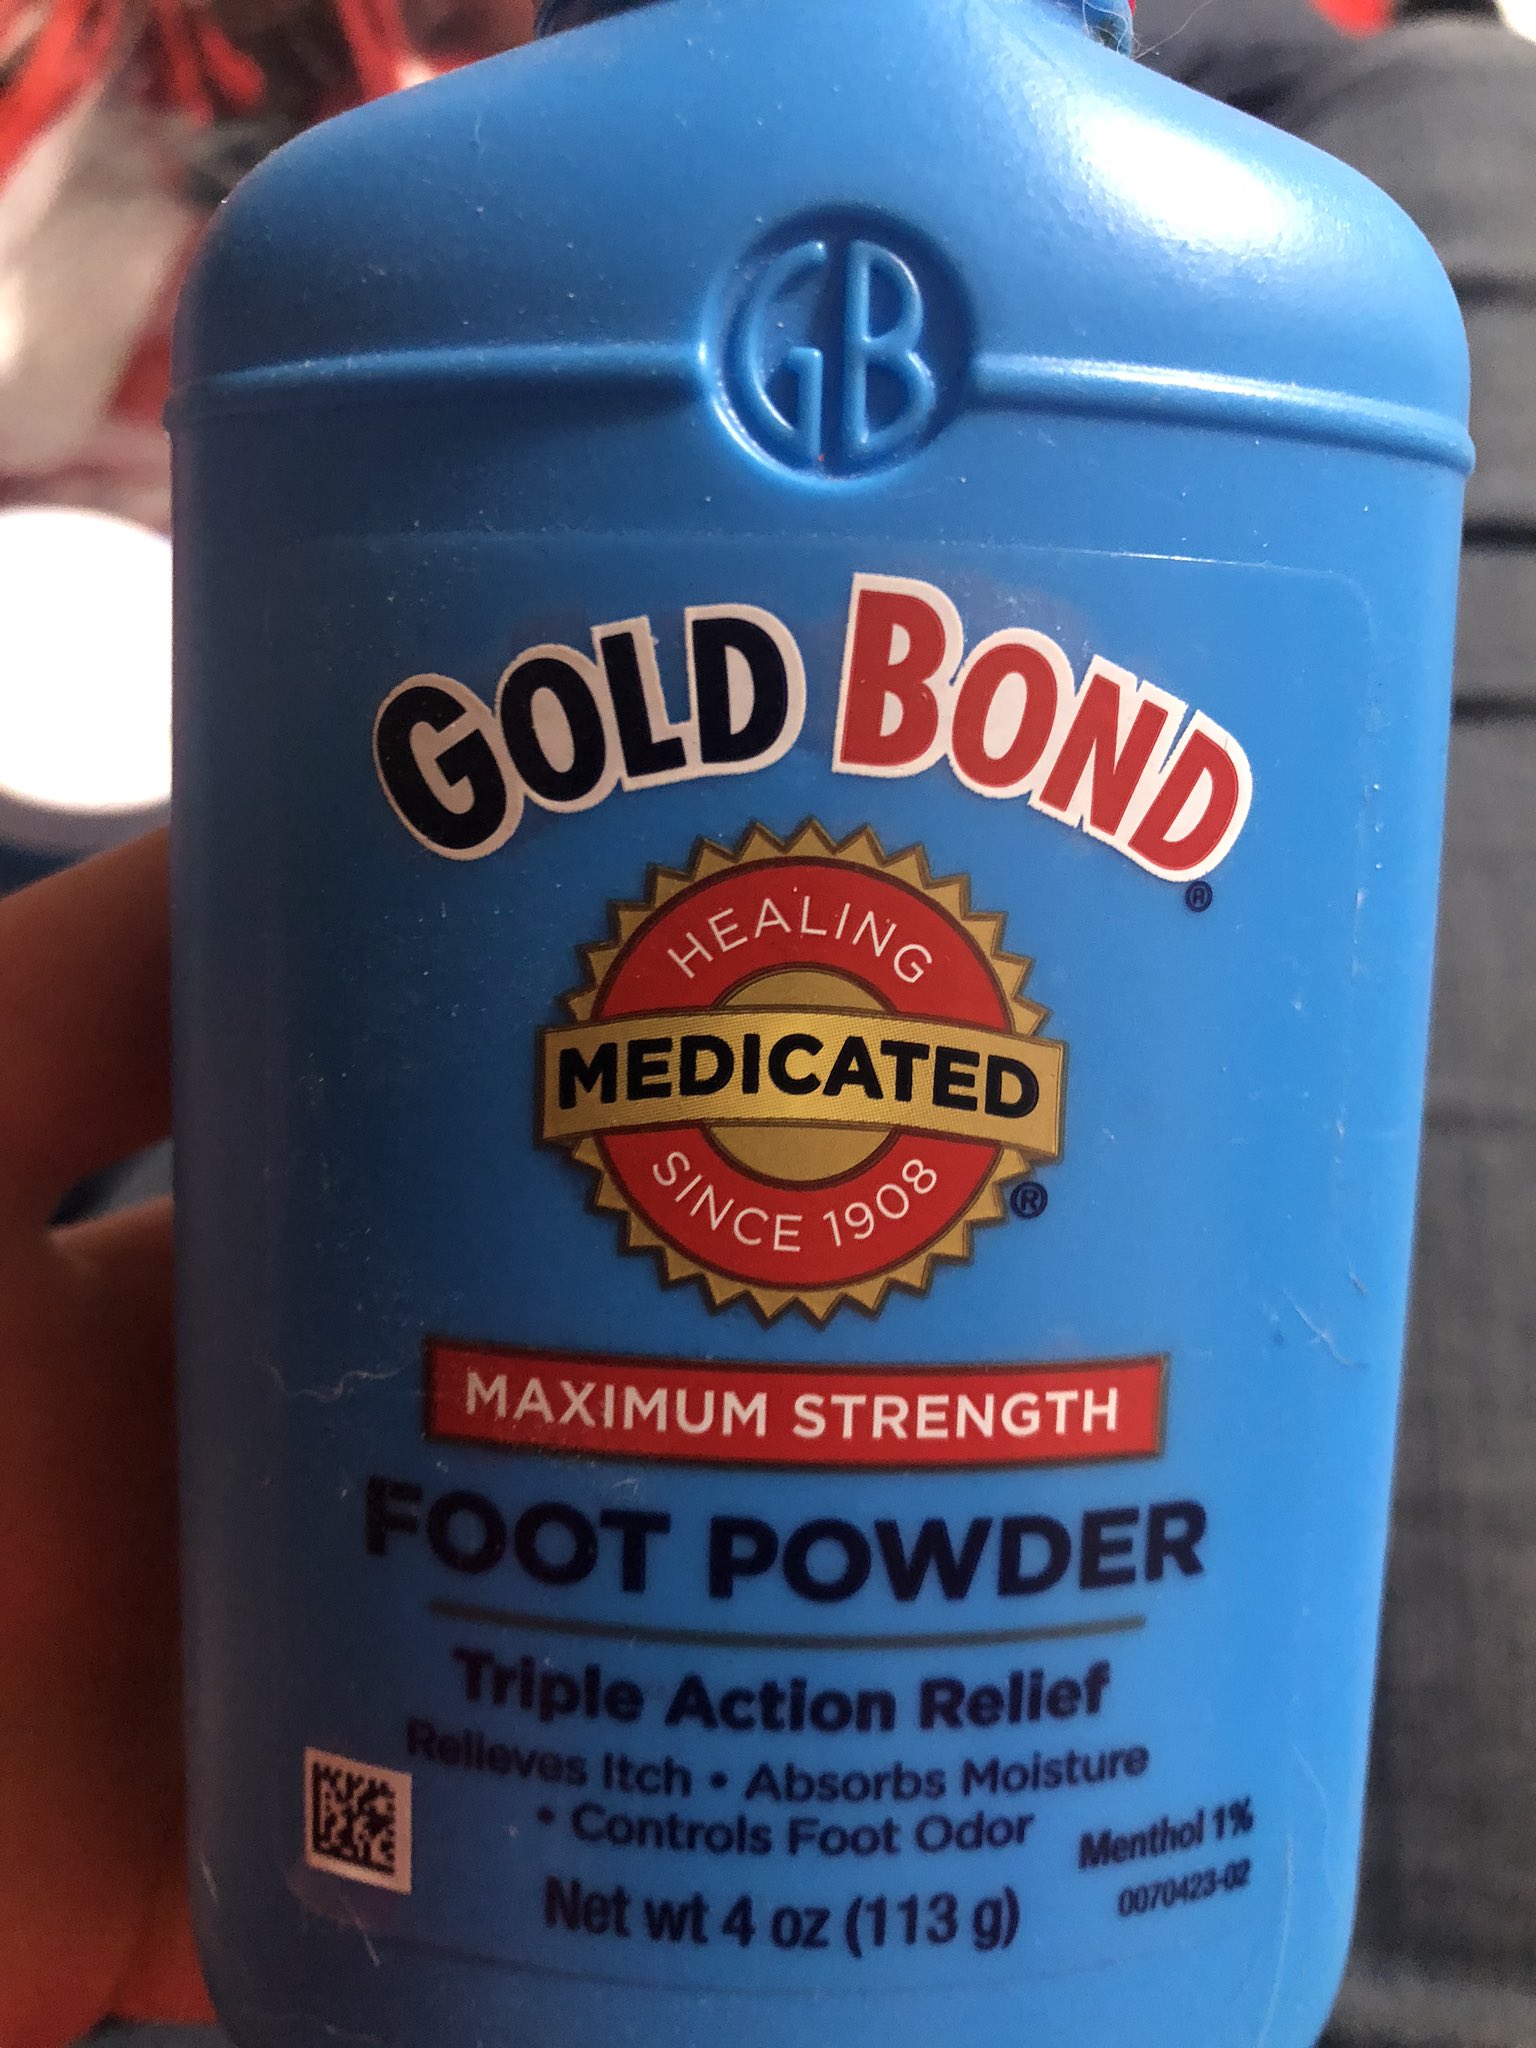 GB
GOLD BOND®
HEALING
MEDICATED
SINCE 1908
®
MAXIMUM STRENGTH
FOOT POWDER
Triple Action Relief
Relieves Itch • Absorbs Moisture
• Controls Foot Odor
Menthol 1%
0070423-02
Net wt 4 oz (113 g)